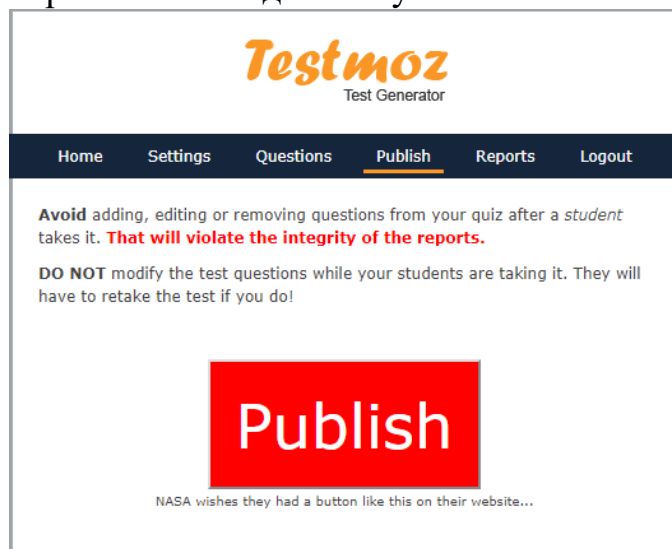 Testmoz
Test Generator
Home Settings Questions Publish Reports Logout
Avoid adding, editing or removing questions from your quiz after a student
takes it. That will violate the integrity of the reports.
DO NOT modify the test questions while your students are taking it. They will
have to retake the test if you do!
Publish
NASA wishes they had a button like this on their website...